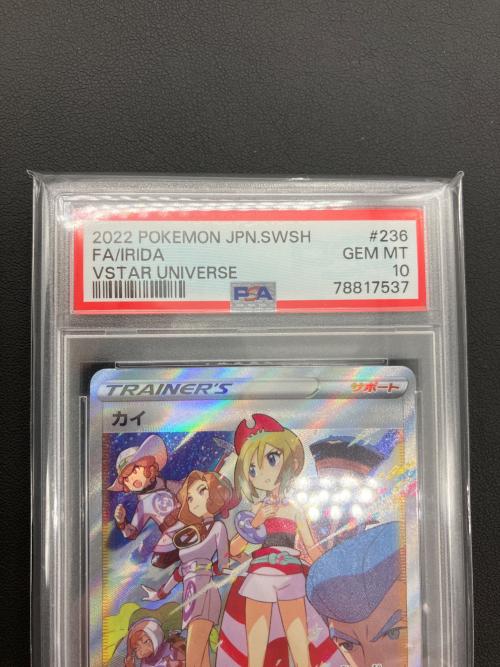 2022 POKEMON JPN.SWSH #236
FA/IRIDA GEM MT
VSTAR UNIVERSE 10
PSA 78817537
TRAINER'S サポート
カイ